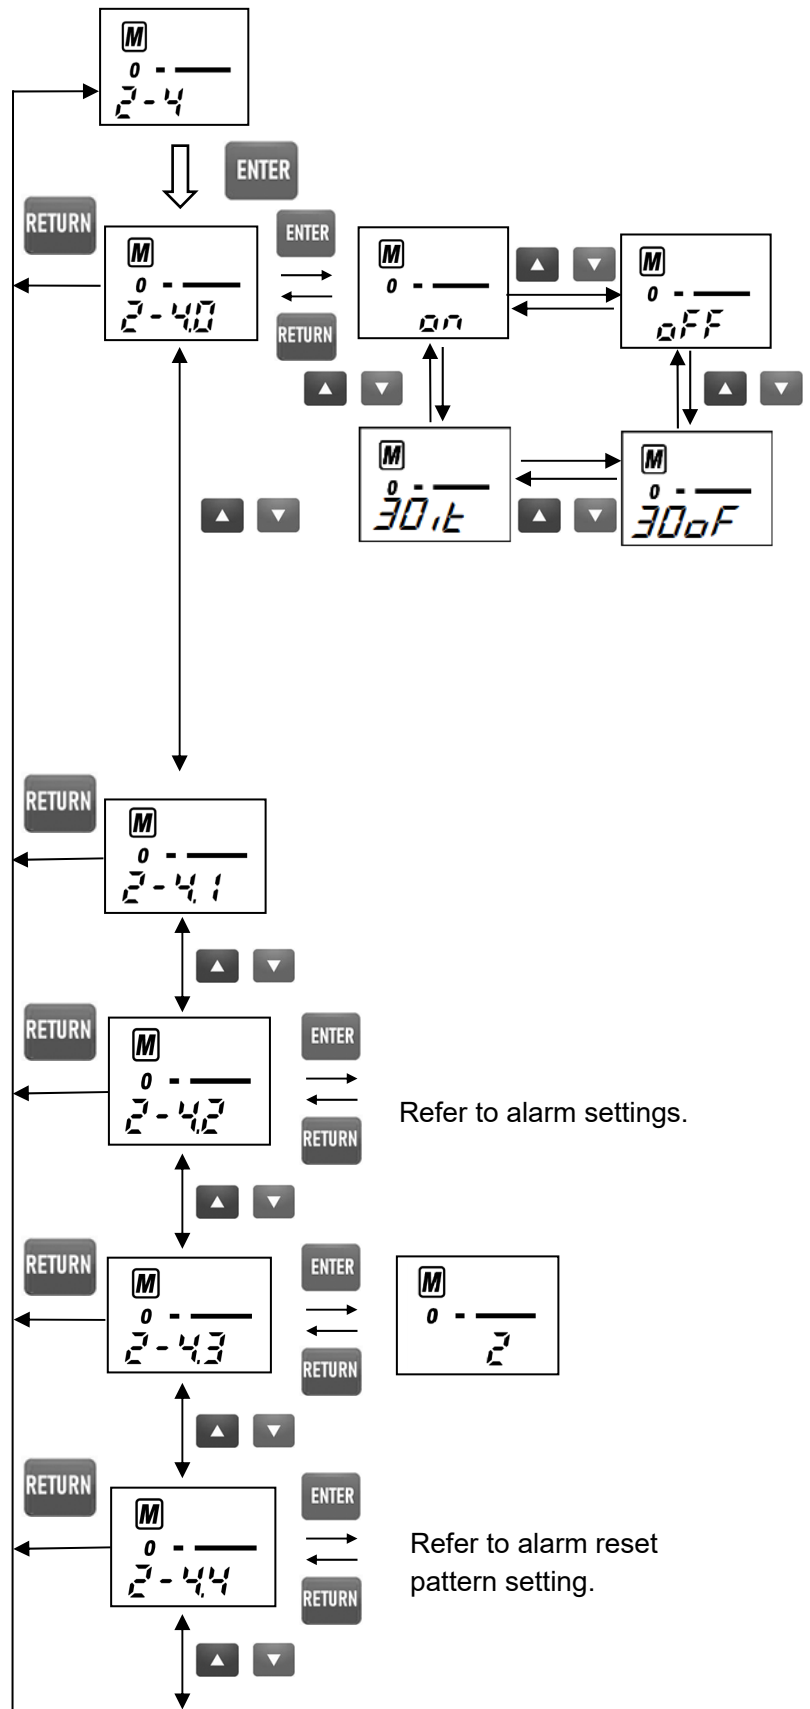 M
0
2-4
ENTER
RETURN
M
0
2-4.0
ENTER
RETURN
M
0
on
M
0
oFF
M
0
30it
M
0
30oF
RETURN
M
0
2-4.1
RETURN
M
0
2-4.2
ENTER
RETURN
Refer to alarm settings.
RETURN
M
0
2-4.3
ENTER
RETURN
M
0
2
RETURN
M
0
2-4.4
ENTER
RETURN
Refer to alarm reset
pattern setting.